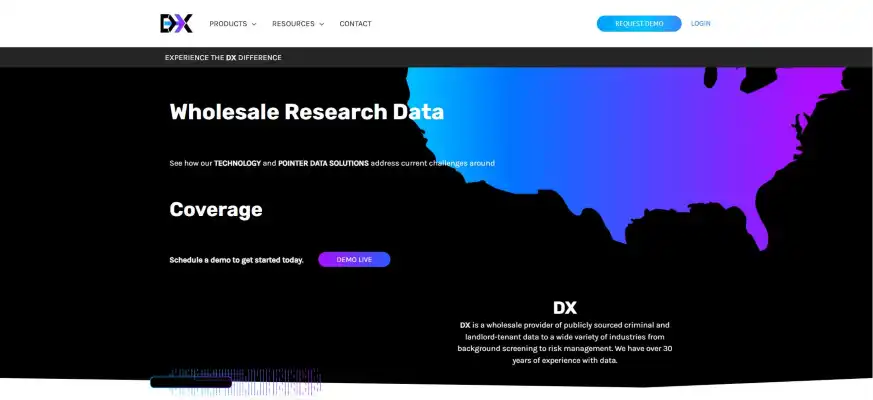 DX
PRODUCTS
RESOURCES
CONTACT
REQUEST DEMO
LOGIN
EXPERIENCE THE DX DIFFERENCE
Wholesale Research Data
See how our TECHNOLOGY and POINTER DATA SOLUTIONS address current challenges around
Coverage
Schedule a demo to get started today.
DEMO LIVE
DX
DX is a wholesale provider of publicly sourced criminal and
landlord-tenant data to a wide variety of industries from
background screening to risk management. We have over 30
years of experience with data.